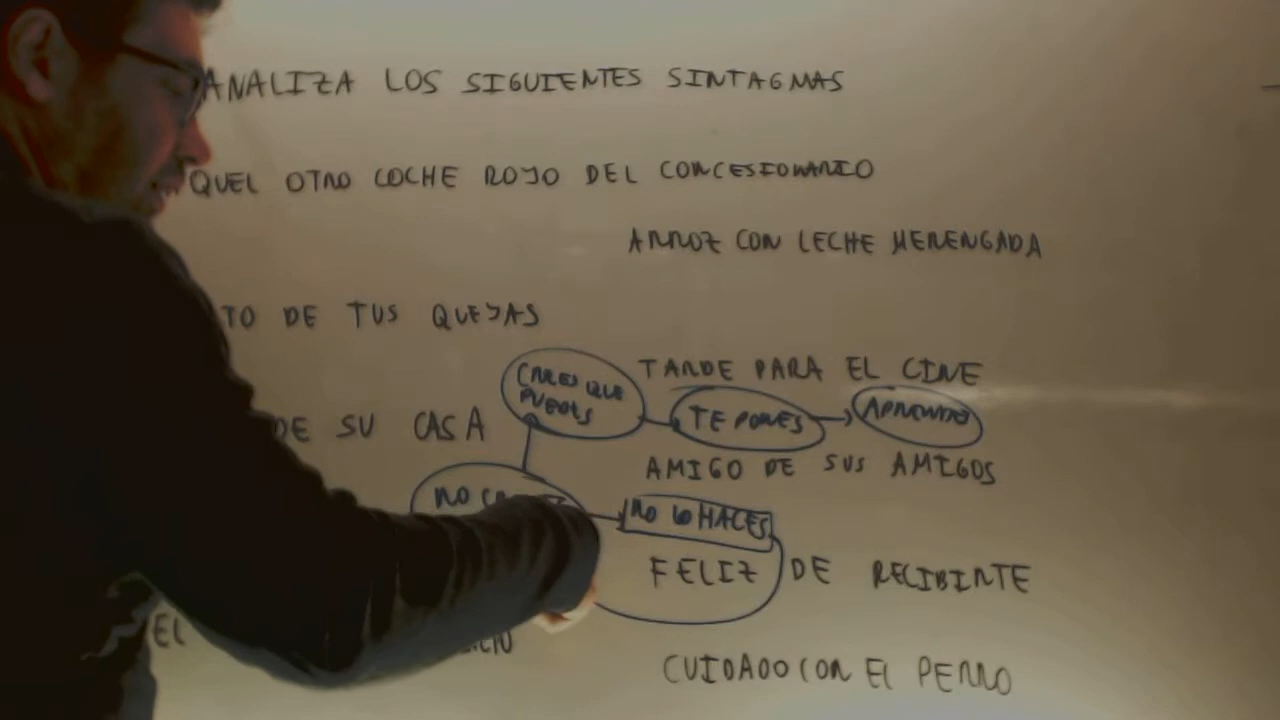 ANALIZA LOS SIGUIENTES SINTAGMAS
QUEL OTRO COCHE ROJO DEL CONCESIONARIO
ARROZ CON LECHE MERENGADA
TO DE TUS QUEJAS
TARDE PARA EL CINE
CREES QUE
PUEDES
TE PONES
DE SU CASA
AMIGO DE SUS AMIGOS
NO
NO LO HACES
FELIZ DE RECIBIRTE
EL
CUIDADO CON EL PERRO